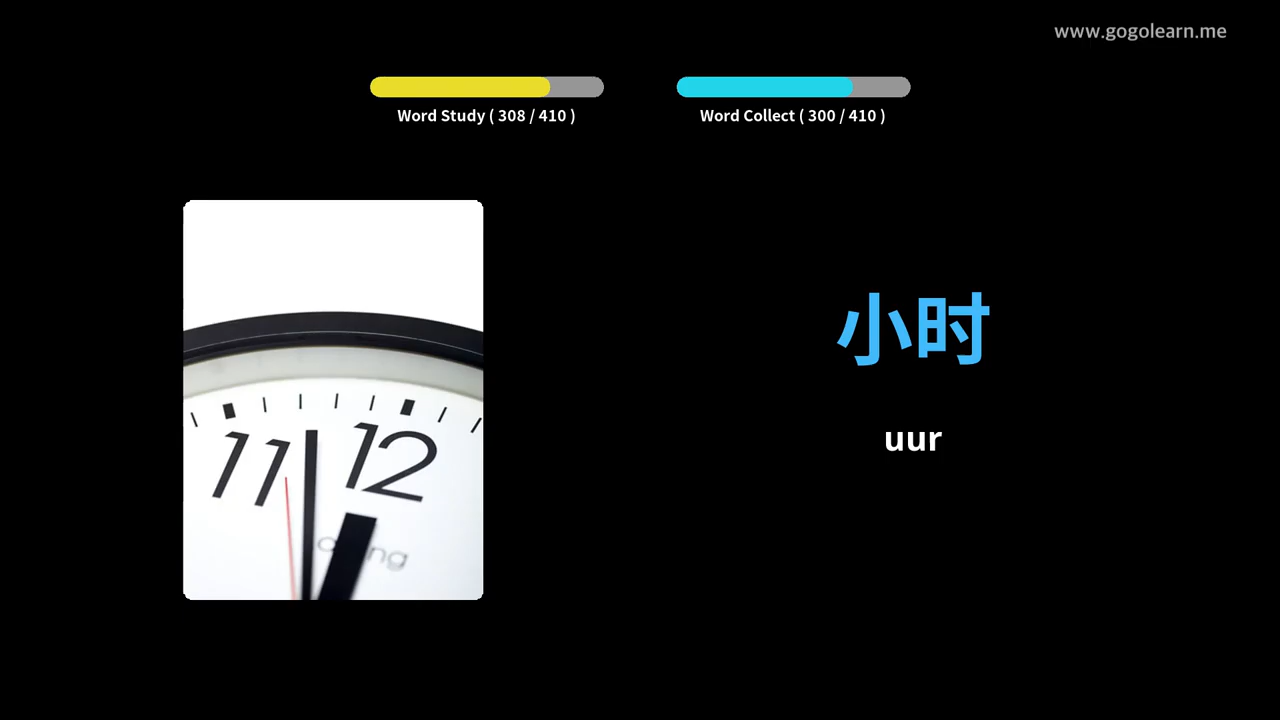 www.gogolearn.me
Word Study ( 308 / 410 )
Word Collect ( 300 / 410 )
11
12
小时
uur